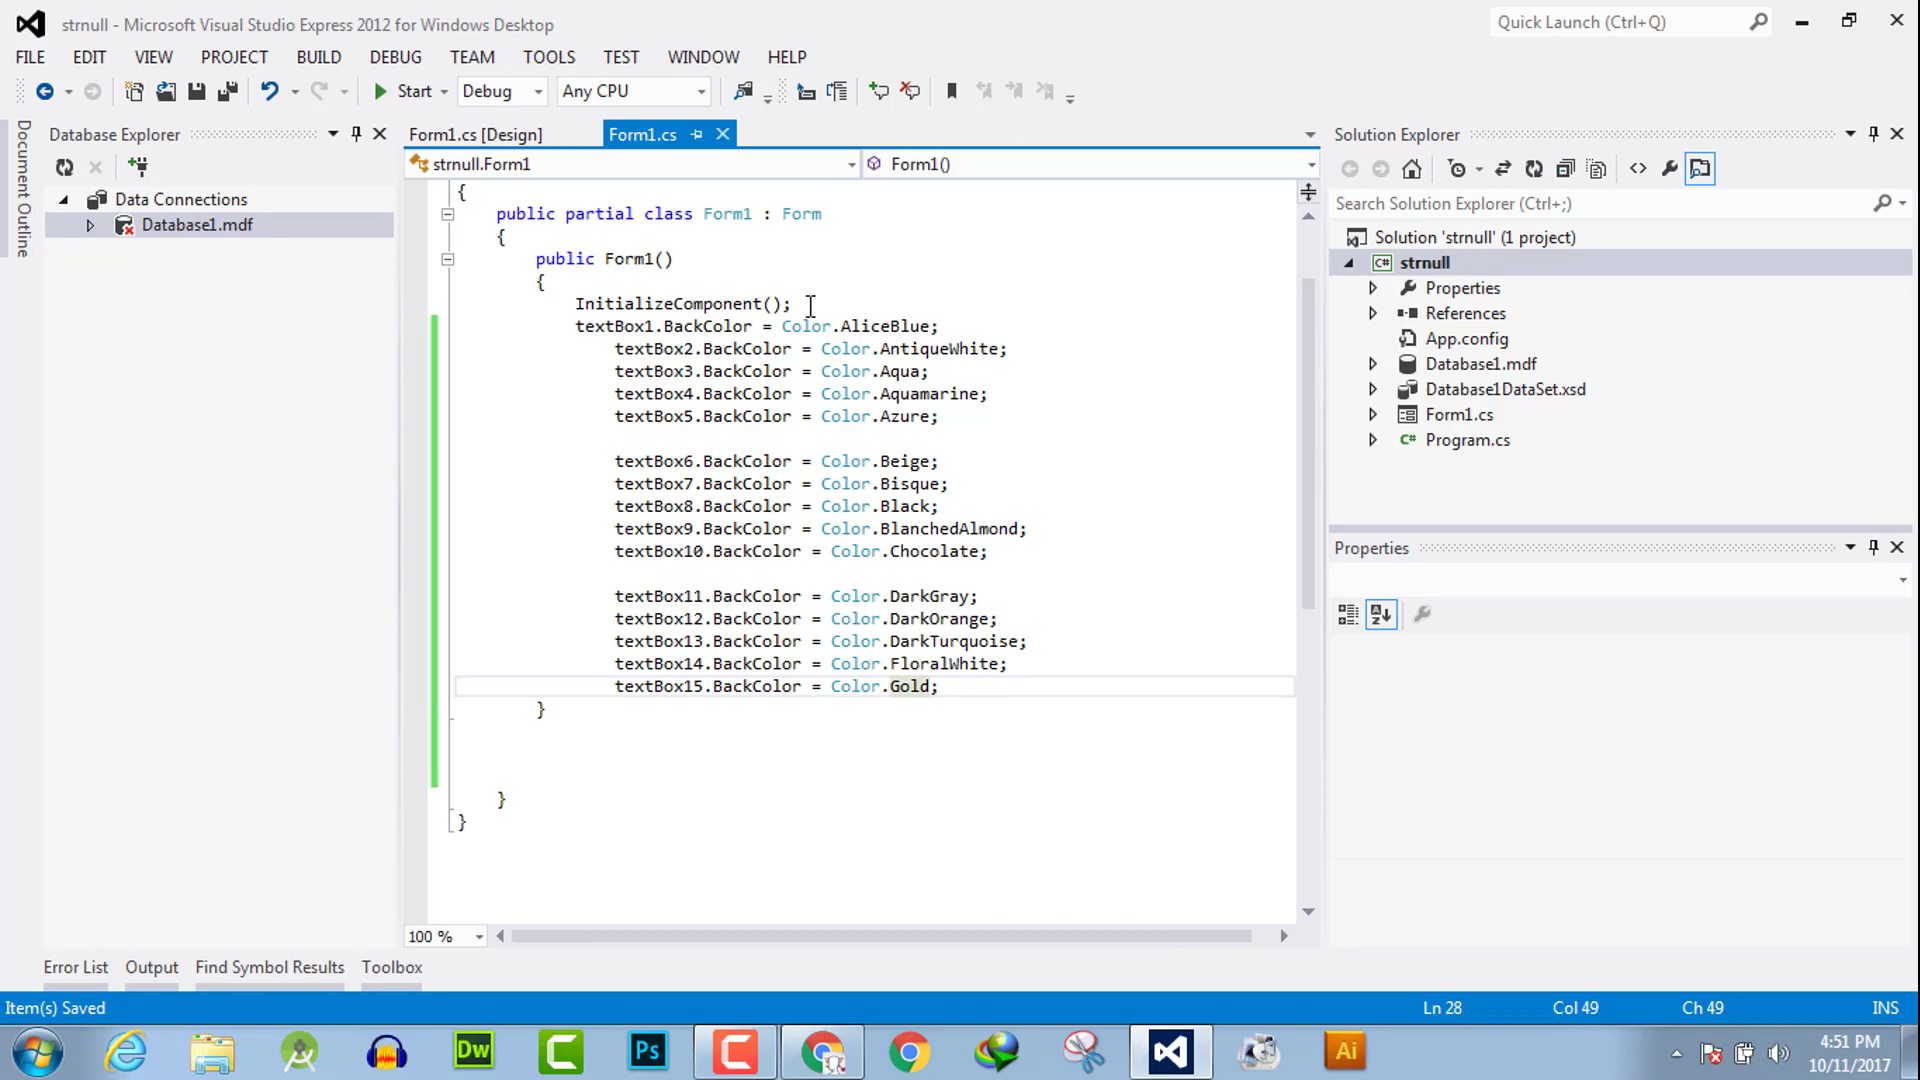 strnull - Microsoft Visual Studio Express 2012 for Windows Desktop
Quick Launch (Ctrl+Q)
FILE EDIT VIEW PROJECT BUILD DEBUG TEAM TOOLS TEST WINDOW HELP
Start Debug Any CPU
Document Outline
Database Explorer
Data Connections
Database1.mdf
Form1.cs [Design] Form1.cs
strnull.Form1 Form1()
{
public partial class Form1 : Form
{
public Form1()
{
InitializeComponent();
textBox1.BackColor = Color.AliceBlue;
textBox2.BackColor = Color.AntiqueWhite;
textBox3.BackColor = Color.Aqua;
textBox4.BackColor = Color.Aquamarine;
textBox5.BackColor = Color.Azure;
textBox6.BackColor = Color.Beige;
textBox7.BackColor = Color.Bisque;
textBox8.BackColor = Color.Black;
textBox9.BackColor = Color.BlanchedAlmond;
textBox10.BackColor = Color.Chocolate;
textBox11.BackColor = Color.DarkGray;
textBox12.BackColor = Color.DarkOrange;
textBox13.BackColor = Color.DarkTurquoise;
textBox14.BackColor = Color.FloralWhite;
textBox15.BackColor = Color.Gold;
}
}
}
100 %
Solution Explorer
Search Solution Explorer (Ctrl+;)
Solution 'strnull' (1 project)
C# strnull
Properties
References
App.config
Database1.mdf
Database1DataSet.xsd
Form1.cs
C# Program.cs
Properties
Error List Output Find Symbol Results Toolbox
Item(s) Saved Ln 28 Col 49 Ch 49 INS
Dw Ps Ai
4:51 PM
10/11/2017